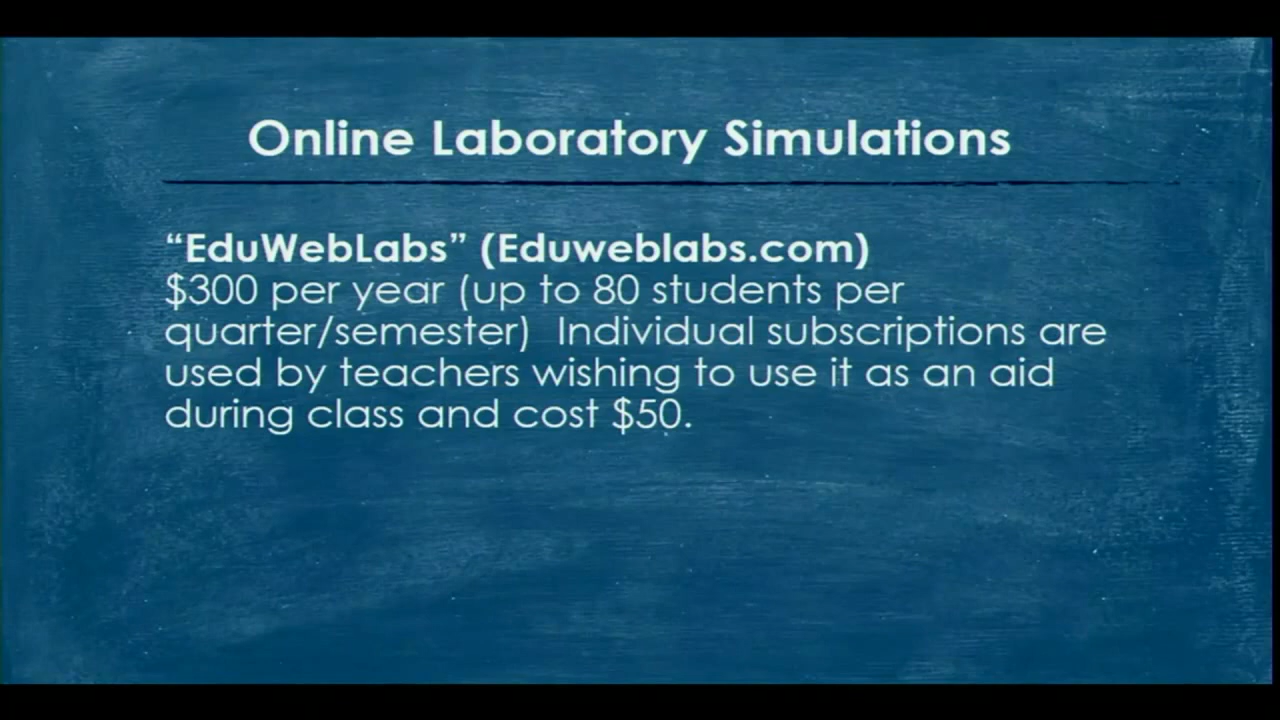 Online Laboratory Simulations
“EduWebLabs” (Eduweblabs.com)
$300 per year (up to 80 students per
quarter/semester)  Individual subscriptions are
used by teachers wishing to use it as an aid
during class and cost $50.